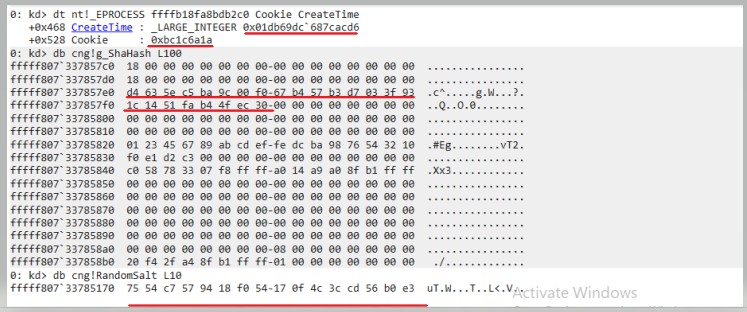 0: kd> dt nt!_EPROCESS ffffb18fa8bdb2c0 Cookie CreateTime
+0x468 CreateTime : _LARGE_INTEGER 0x01db69dc`687cacd6
+0x528 Cookie : 0xbc1c6a1a
0: kd> db cng!g_ShaHash L100
fffff807`337857c0 18 00 00 00 00 00 00 00-00 00 00 00 00 00 00 00 ................
fffff807`337857d0 18 00 00 00 00 00 00 00-00 00 00 00 00 00 00 00 ................
fffff807`337857e0 d4 63 5e c5 ba 9c 00 f0-67 b4 57 b3 d7 03 3f 93 .c^.....g.W...?.
fffff807`337857f0 1c 14 51 fa b4 4f ec 30-00 00 00 00 00 00 00 00 ..Q..O.0........
fffff807`33785800 00 00 00 00 00 00 00 00-00 00 00 00 00 00 00 00 ................
fffff807`33785810 00 00 00 00 00 00 00 00-00 00 00 00 00 00 00 00 ................
fffff807`33785820 01 23 45 67 89 ab cd ef-fe dc ba 98 76 54 32 10 .#Eg........vT2.
fffff807`33785830 f0 e1 d2 c3 00 00 00 00-00 00 00 00 00 00 00 00 ................
fffff807`33785840 c0 58 78 33 07 f8 ff ff-a0 14 a9 a0 8f b1 ff ff .Xx3............
fffff807`33785850 00 00 00 00 00 00 00 00-00 00 00 00 00 00 00 00 ................
fffff807`33785860 00 00 00 00 00 00 00 00-00 00 00 00 00 00 00 00 ................
fffff807`33785870 00 00 00 00 00 00 00 00-00 00 00 00 00 00 00 00 ................
fffff807`33785880 00 00 00 00 00 00 00 00-00 00 00 00 00 00 00 00 ................
fffff807`33785890 00 00 00 00 00 00 00 00-00 00 00 00 00 00 00 00 ................
fffff807`337858a0 00 00 00 00 00 00 00 00-08 00 00 00 00 00 00 00 ................
fffff807`337858b0 20 f4 2f a4 8f b1 ff ff-01 00 00 00 00 00 00 00 ./.............
0: kd> db cng!RandomSalt L10
fffff807`33785170 75 54 c7 57 94 18 f0 54-17 0f 4c 3c cd 56 b0 e3 uT.W...T..L<.V..
Activate Windows